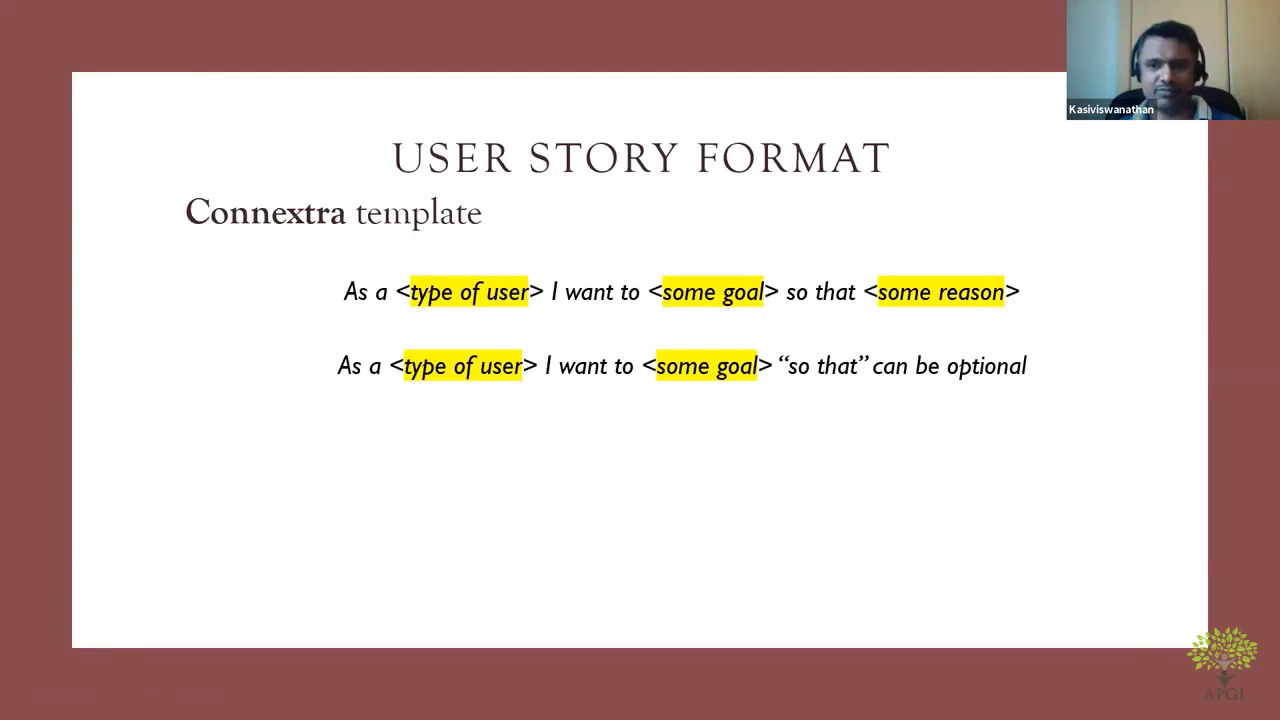 Kasiviswanathan
USER STORY FORMAT
Connextra template
As a <type of user> I want to <some goal> so that <some reason>
As a <type of user> I want to <some goal> “so that” can be optional
APGI